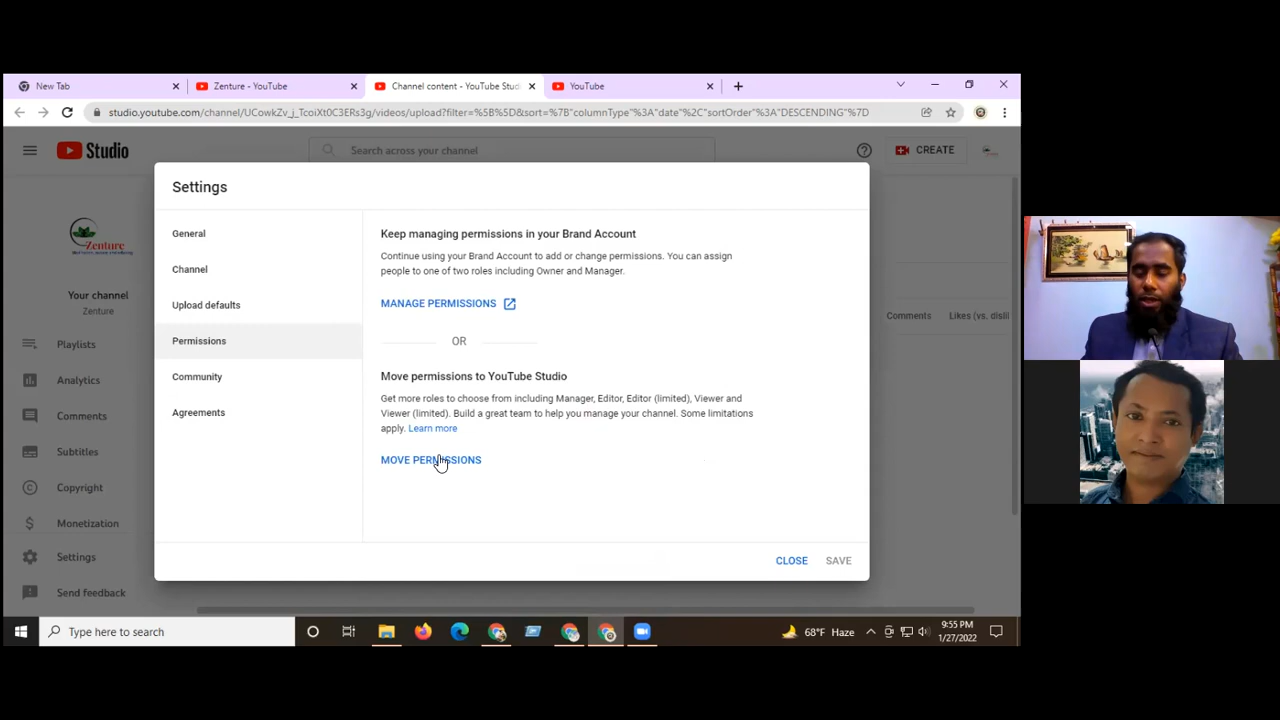 New Tab
Zenture - YouTube
Channel content - YouTube Stud
YouTube
studio.youtube.com/channel/UCowkZv_j_TcoiXt0C3ERs3g/videos/upload?filter=%5B%5D&sort=%7B"columnType"%3A"date"%2C"sortOrder"%3A"DESCENDING"%7D
Studio
Search across your channel
CREATE
Settings
Zenture
Your channel
Zenture
Playlists
Analytics
Comments
Subtitles
Copyright
Monetization
Settings
Send feedback
General
Channel
Upload defaults
Permissions
Community
Agreements
Keep managing permissions in your Brand Account
Continue using your Brand Account to add or change permissions. You can assign
people to one of two roles including Owner and Manager.
MANAGE PERMISSIONS
OR
Move permissions to YouTube Studio
Get more roles to choose from including Manager, Editor, Editor (limited), Viewer and
Viewer (limited). Build a great team to help you manage your channel. Some limitations
apply. Learn more
MOVE PERMISSIONS
CLOSE SAVE
Comments Likes (vs. disli
Type here to search
68°F Haze
9:55 PM
1/27/2022